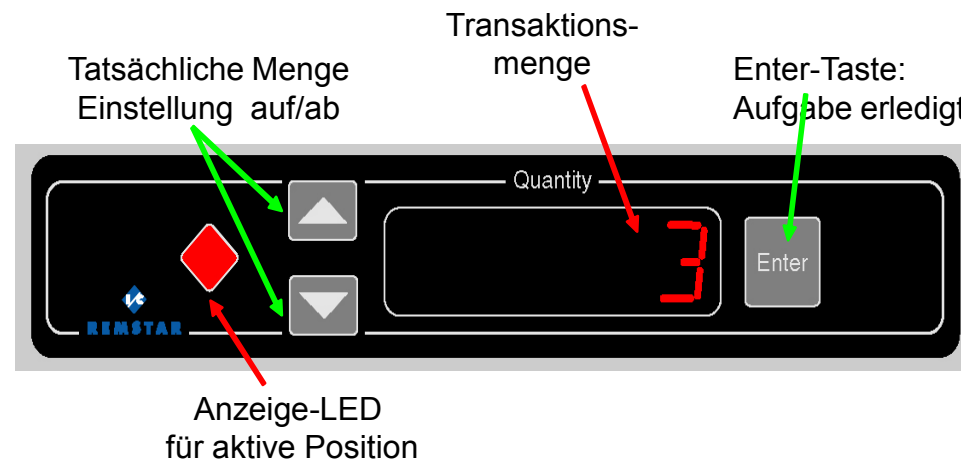 Transaktions-
menge
Tatsächliche Menge
Einstellung auf/ab
Enter-Taste:
Aufgabe erledigt
Quantity
3
Enter
REMSTAR
Anzeige-LED
für aktive Position